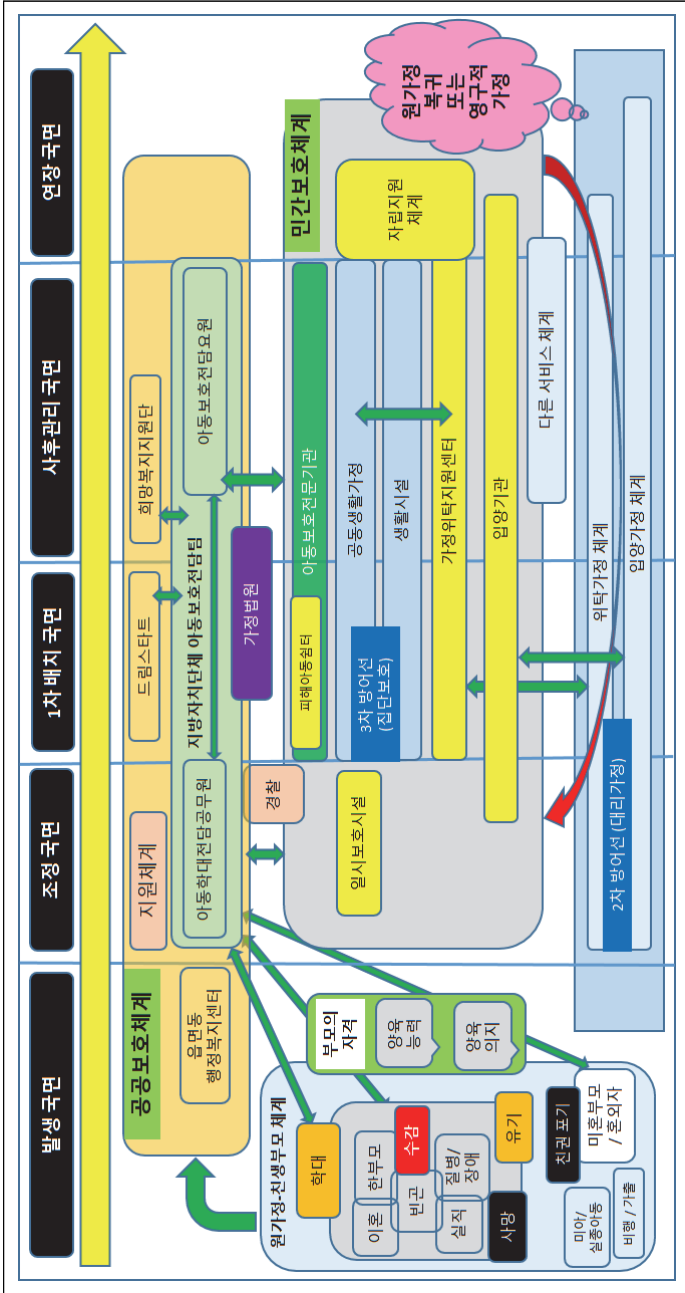 발생 국면
조정 국면
1차 배치 국면
사후관리 국면
연장 국면
공공보호체계
읍면동
행정복지센터
지원체계
드림스타트
희망복지지원단
지방자치단체 아동보호전담팀
아동학대전담공무원
아동보호전담요원
경찰
가정법원
민간보호체계
일시보호시설
피해아동쉼터
아동보호전문기관
3차 방어선
(집단보호)
공동생활가정
생활시설
가정위탁지원센터
입양기관
자립지원
체계
다른 서비스 체계
원가정
복귀
또는
영구적
가정
원가정-친생부모 체계
학대
이혼
한부모
빈곤
수감
실직
질병/
장애
사망
유기
부모의
자격
양육
능력
양육
의지
친권 포기
미혼부모
/ 혼외자
미아/
실종아동
비행 / 가출
2차 방어선 (대리가정)
위탁가정 체계
입양가정 체계